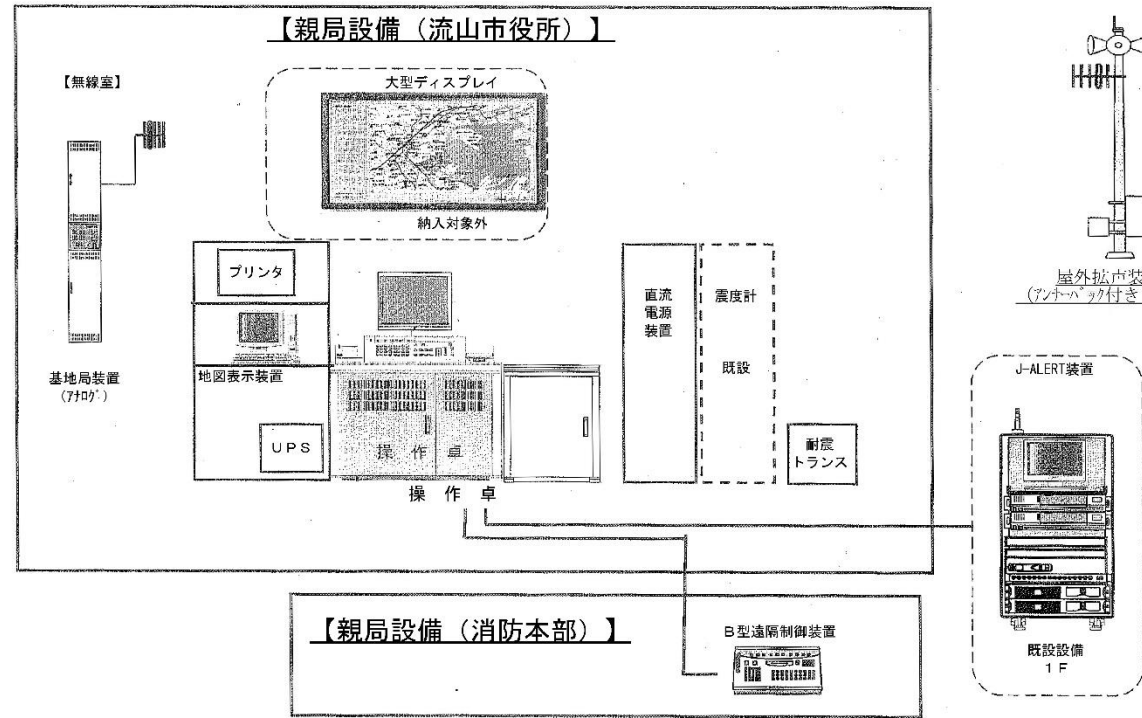 【親局設備（流山市役所）】
【無線室】
大型ディスプレイ
納入対象外
プリンタ
地図表示装置
UPS
操作卓
操作卓
基地局装置
(アナログ)
直流
電源
装置
震度計
既設
耐震
トランス
屋外拡声装
J-ALERT装置
既設設備
1F
【親局設備（消防本部）】
B型遠隔制御装置